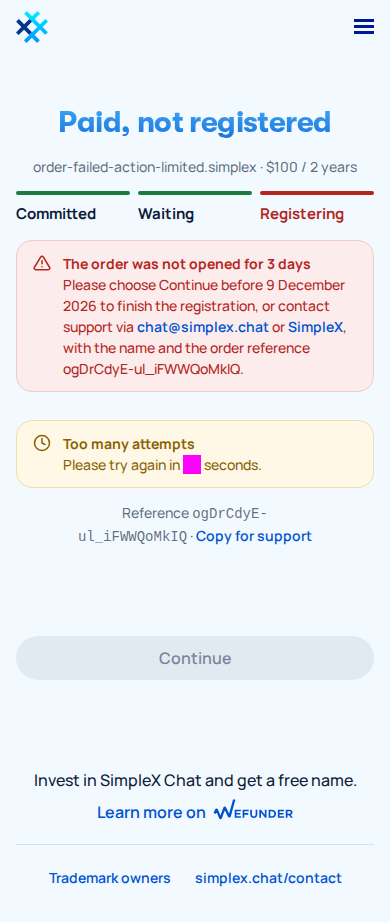 Paid, not registered
order-failed-action-limited.simplex · $100 / 2 years
Committed
Waiting
Registering
The order was not opened for 3 days
Please choose Continue before 9 December
2026 to finish the registration, or contact
support via chat@simplex.chat or SimpleX,
with the name and the order reference
ogDrCdyE-ul_iFWWQoMkIQ.
Too many attempts
Please try again in seconds.
Reference ogDrCdyE-
ul_iFWWQoMkIQ · Copy for support
Continue
Invest in SimpleX Chat and get a free name.
Learn more on WEFUNDER
Trademark owners simplex.chat/contact